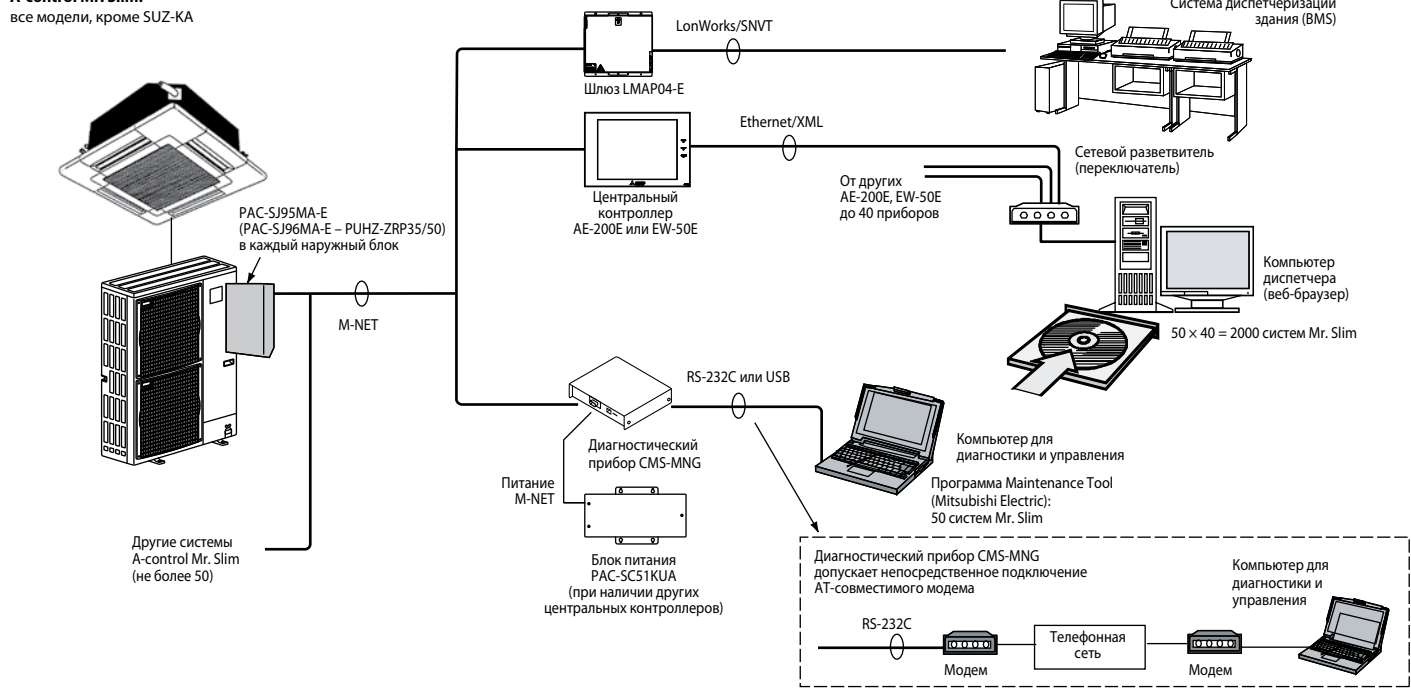 A-control Mr. Slim:
все модели, кроме SUZ-KA
LonWorks/SNVT
Система диспетчеризации
здания (BMS)
Шлюз LMAP04-E
Ethernet/XML
Сетевой разветвитель
(переключатель)
От других
AE-200E, EW-50E
до 40 приборов
Центральный
контроллер
AE-200E или EW-50E
PAC-SJ95MA-E
(PAC-SJ96MA-E – PUHZ-ZRP35/50)
в каждый наружный блок
Компьютер
диспетчера
(веб-браузер)
M-NET
50 × 40 = 2000 систем Mr. Slim
RS-232C или USB
Диагностический
прибор CMS-MNG
Компьютер для
диагностики и управления
Программа Maintenance Tool
(Mitsubishi Electric):
50 систем Mr. Slim
Питание
M-NET
Другие системы
A-control Mr. Slim
(не более 50)
Блок питания
PAC-SC51KUA
(при наличии других
центральных контроллеров)
Диагностический прибор CMS-MNG
допускает непосредственное подключение
AT-совместимого модема
Компьютер для
диагностики и
управления
RS-232C
Модем
Телефонная
сеть
Модем